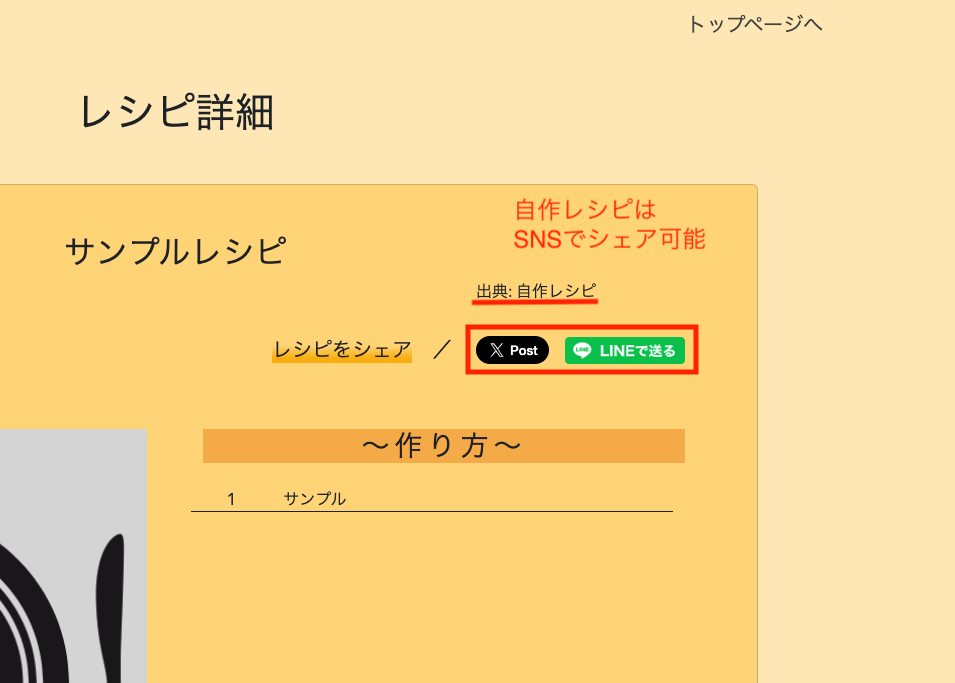 トップページへ
レシピ詳細
自作レシピは
SNSでシェア可能
サンプルレシピ
出典: 自作レシピ
レシピをシェア ／ X Post LINE LINEで送る
〜作り方〜
1 サンプル